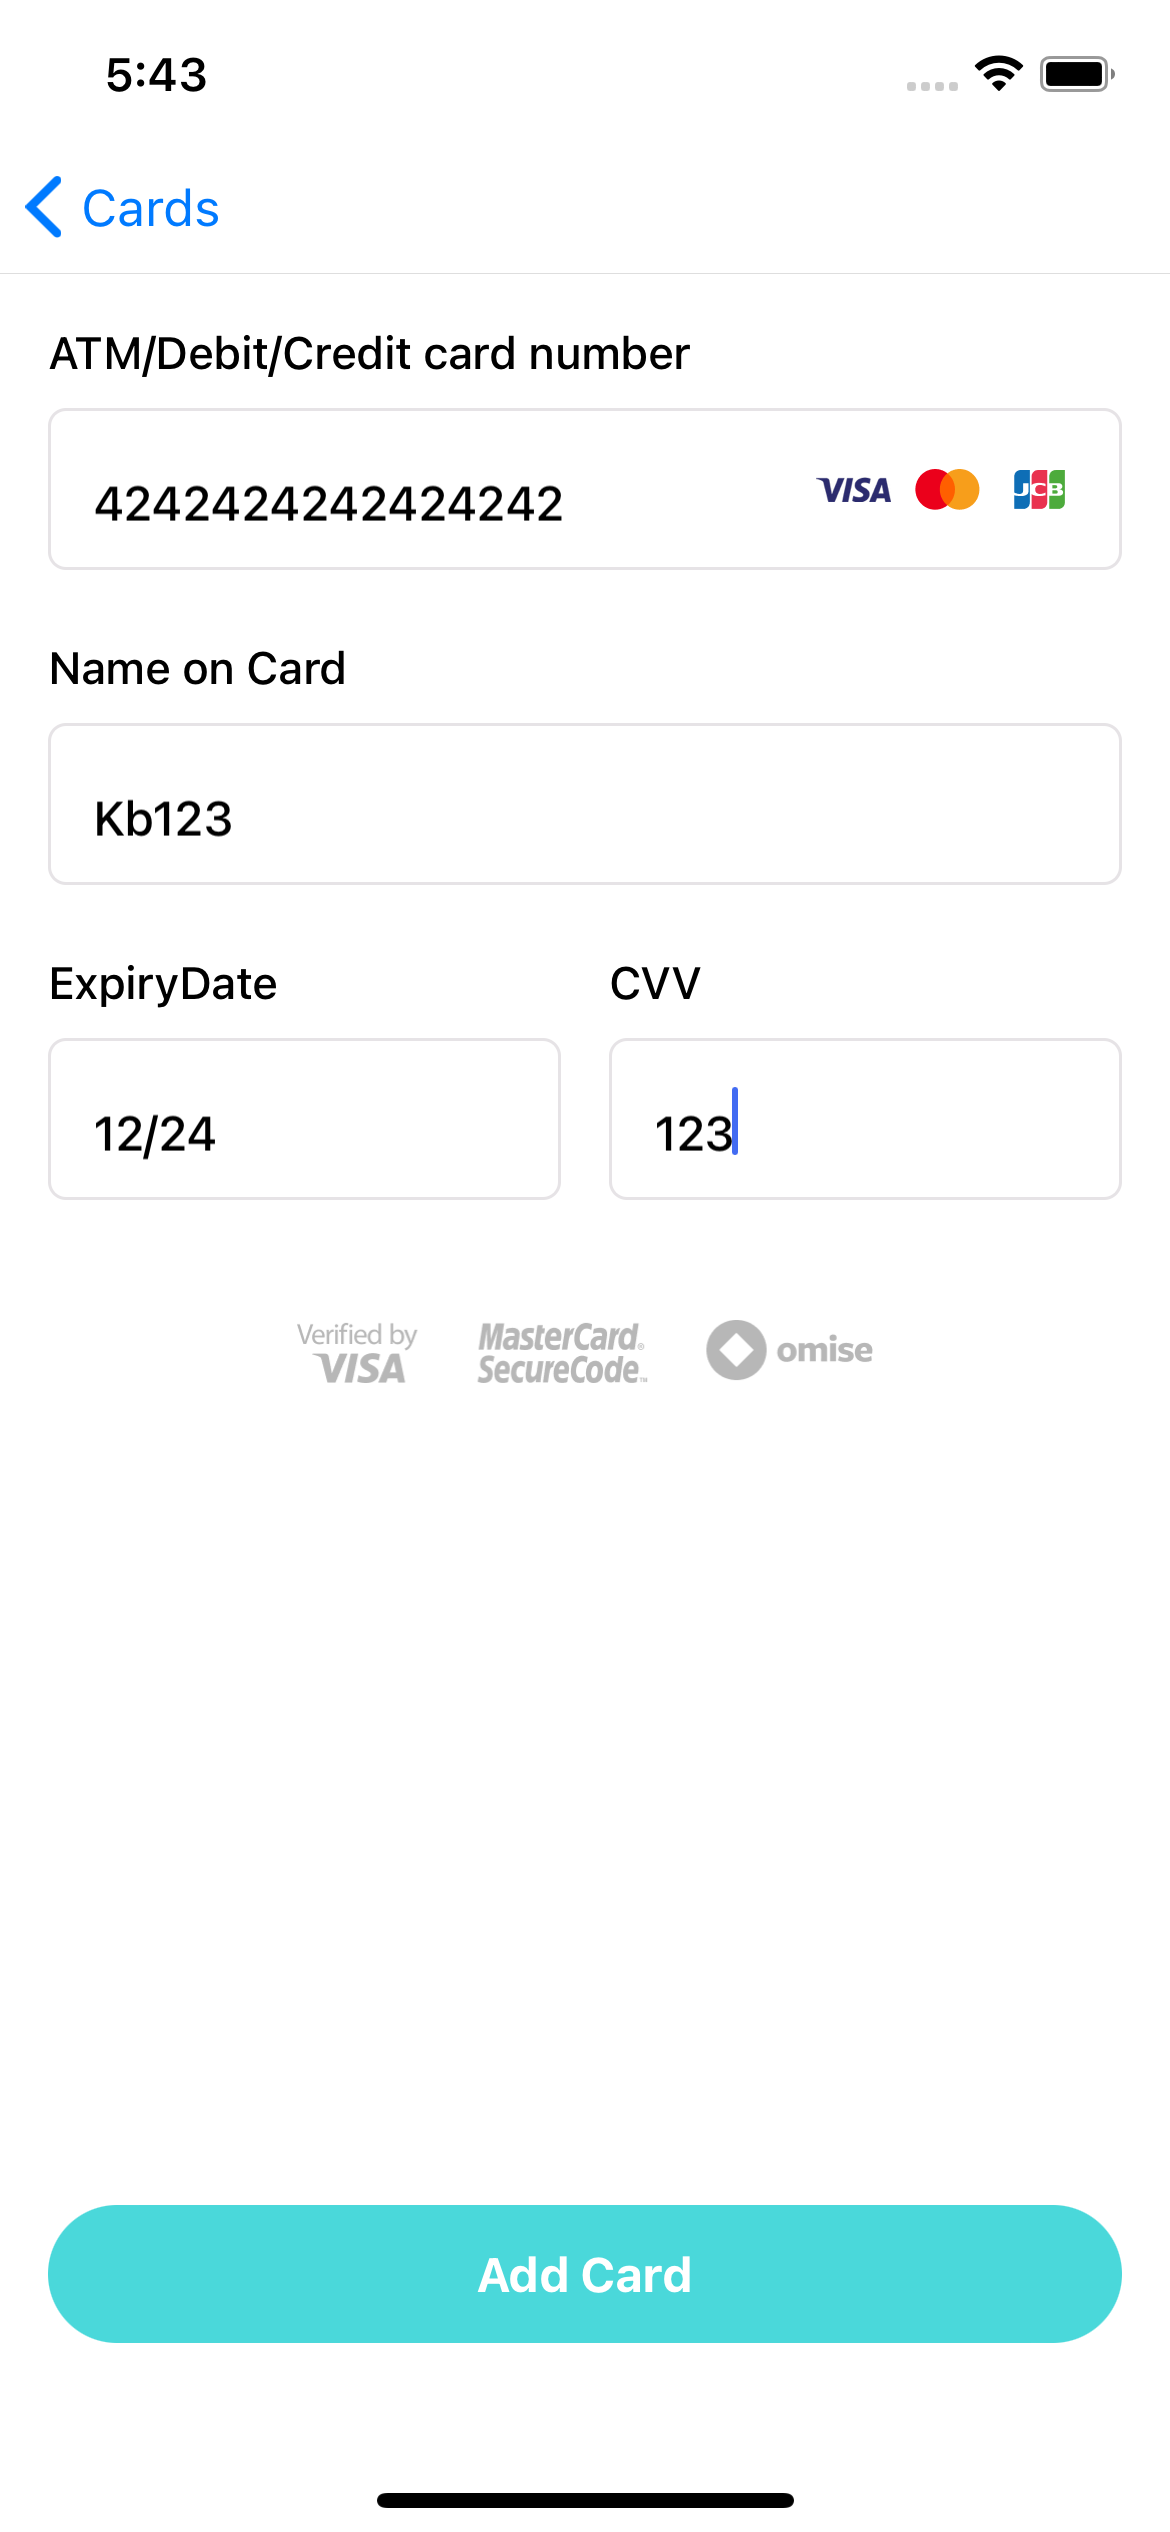 5:43
Cards
ATM/Debit/Credit card number
4242424242424242 VISA JCB
Name on Card
Kb123
ExpiryDate CVV
12/24 123
Verified by VISA
MasterCard® SecureCode™
omise
Add Card